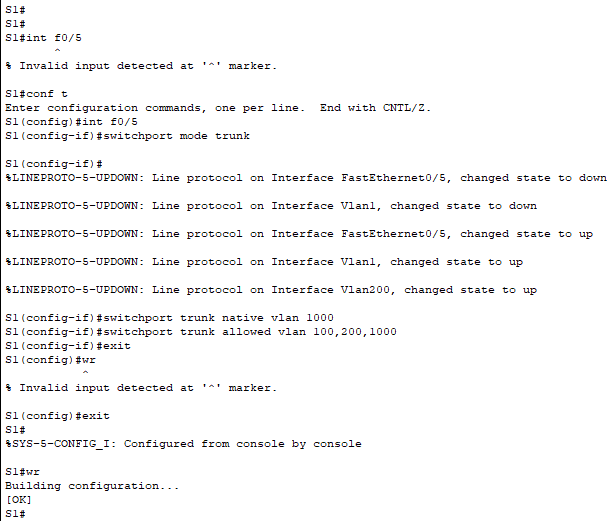 S1#
S1#
S1#int f0/5
^
% Invalid input detected at '^' marker.
S1#conf t
Enter configuration commands, one per line.  End with CNTL/Z.
S1(config)#int f0/5
S1(config-if)#switchport mode trunk
S1(config-if)#
%LINEPROTO-5-UPDOWN: Line protocol on Interface FastEthernet0/5, changed state to down
%LINEPROTO-5-UPDOWN: Line protocol on Interface Vlan1, changed state to down
%LINEPROTO-5-UPDOWN: Line protocol on Interface FastEthernet0/5, changed state to up
%LINEPROTO-5-UPDOWN: Line protocol on Interface Vlan1, changed state to up
%LINEPROTO-5-UPDOWN: Line protocol on Interface Vlan200, changed state to up
S1(config-if)#switchport trunk native vlan 1000
S1(config-if)#switchport trunk allowed vlan 100,200,1000
S1(config-if)#exit
S1(config)#wr
^
% Invalid input detected at '^' marker.
S1(config)#exit
S1#
%SYS-5-CONFIG_I: Configured from console by console
S1#wr
Building configuration...
[OK]
S1#